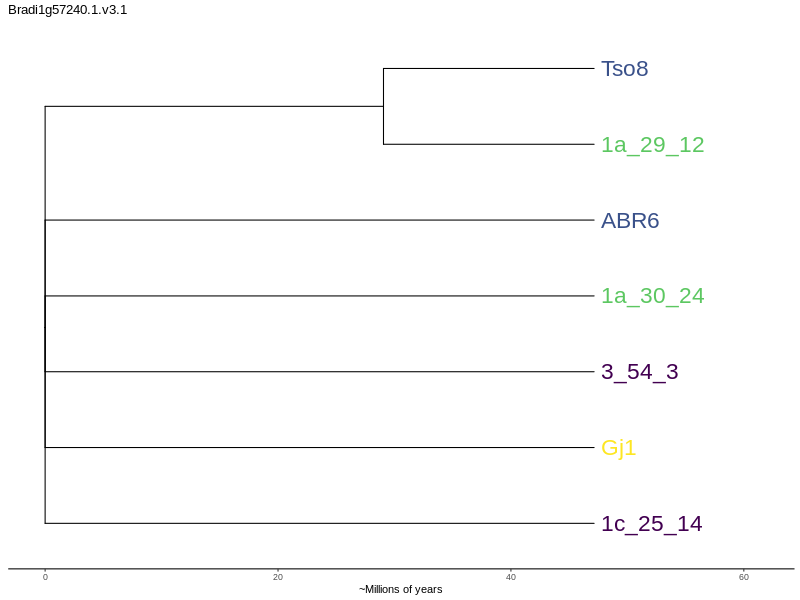 Bradi1g57240.1.v3.1
Tso8
1a_29_12
ABR6
1a_30_24
3_54_3
Gj1
1c_25_14
0 20 40 60
~Millions of years